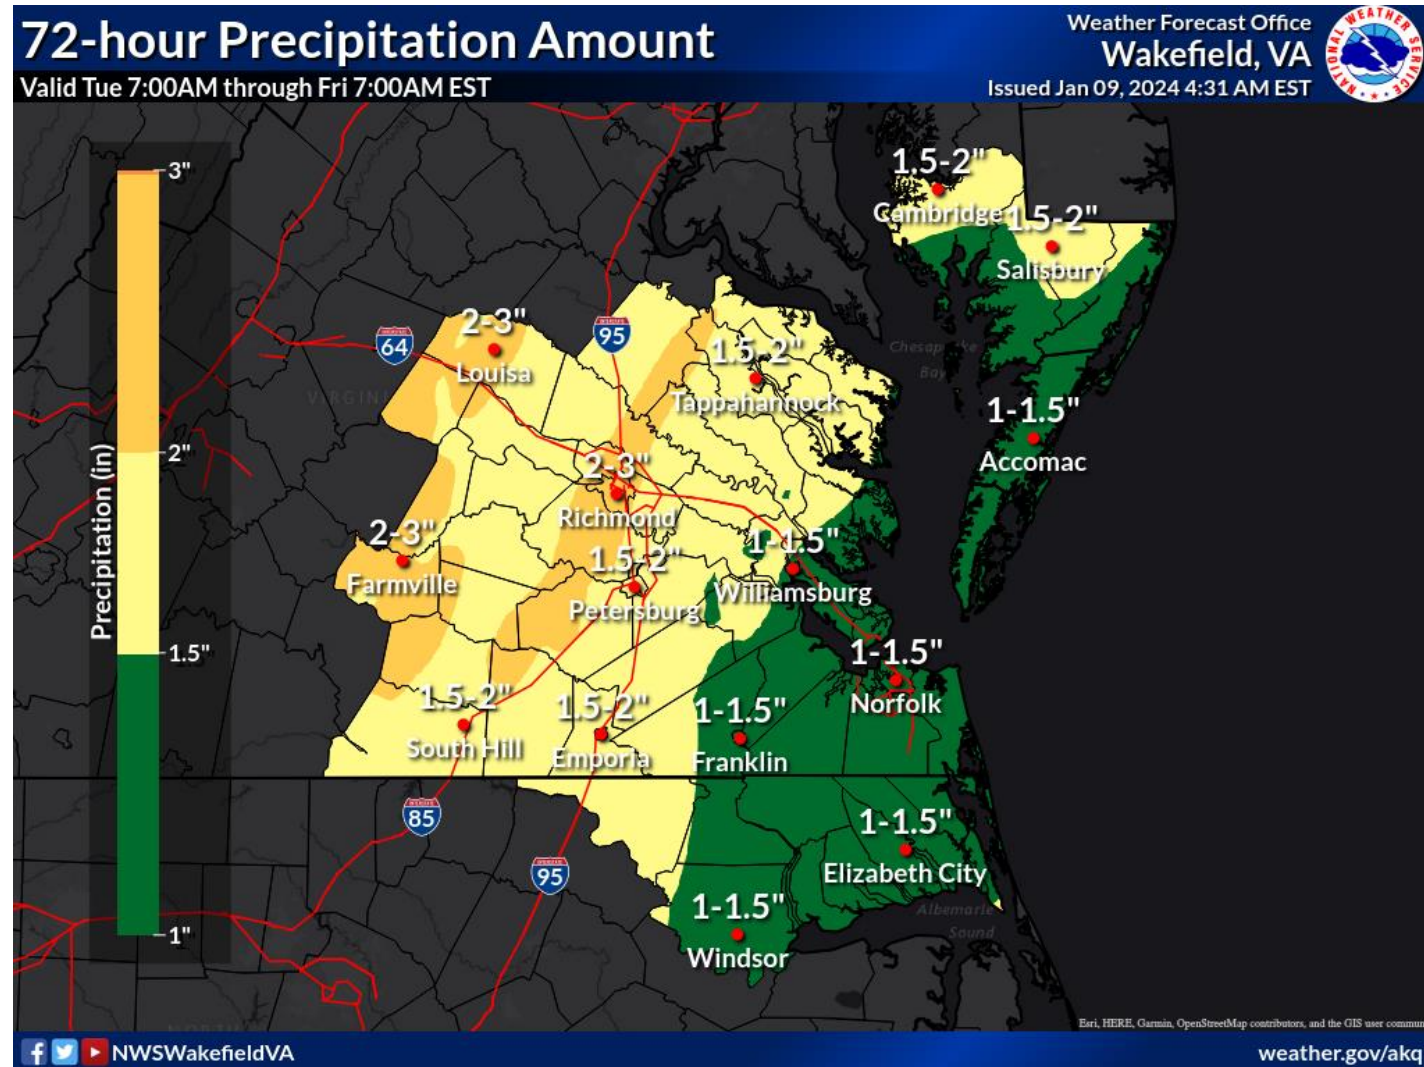 72-hour Precipitation Amount
Valid Tue 7:00AM through Fri 7:00AM EST
Weather Forecast Office
Wakefield, VA
Issued Jan 09, 2024 4:31 AM EST
NATIONAL WEATHER SERVICE
Precipitation (in)
3"
2"
1.5"
1"
1.5-2"
Cambridge
1.5-2"
Salisbury
2-3"
Louisa
64
95
1.5-2"
Tappahannock
Chesapeake
Bay
VIRGINI
1-1.5"
Accomac
2-3"
Richmond
2-3"
Farmville
1.5-2"
Petersburg
1-1.5"
Williamsburg
1-1.5"
Norfolk
1.5-2"
South Hill
1.5-2"
Emporia
1-1.5"
Franklin
85
95
1-1.5"
Elizabeth City
1-1.5"
Windsor
Albemarle
Sound
Esri, HERE, Garmin, OpenStreetMap contributors, and the GIS user commun
NWSWakefieldVA
weather.gov/akq